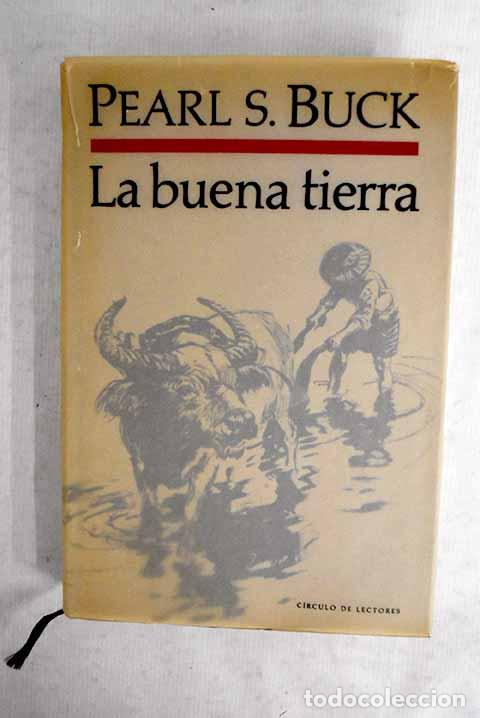 PEARL S. BUCK
La buena tierra
CÍRCULO DE LECTORES
todocoleccion